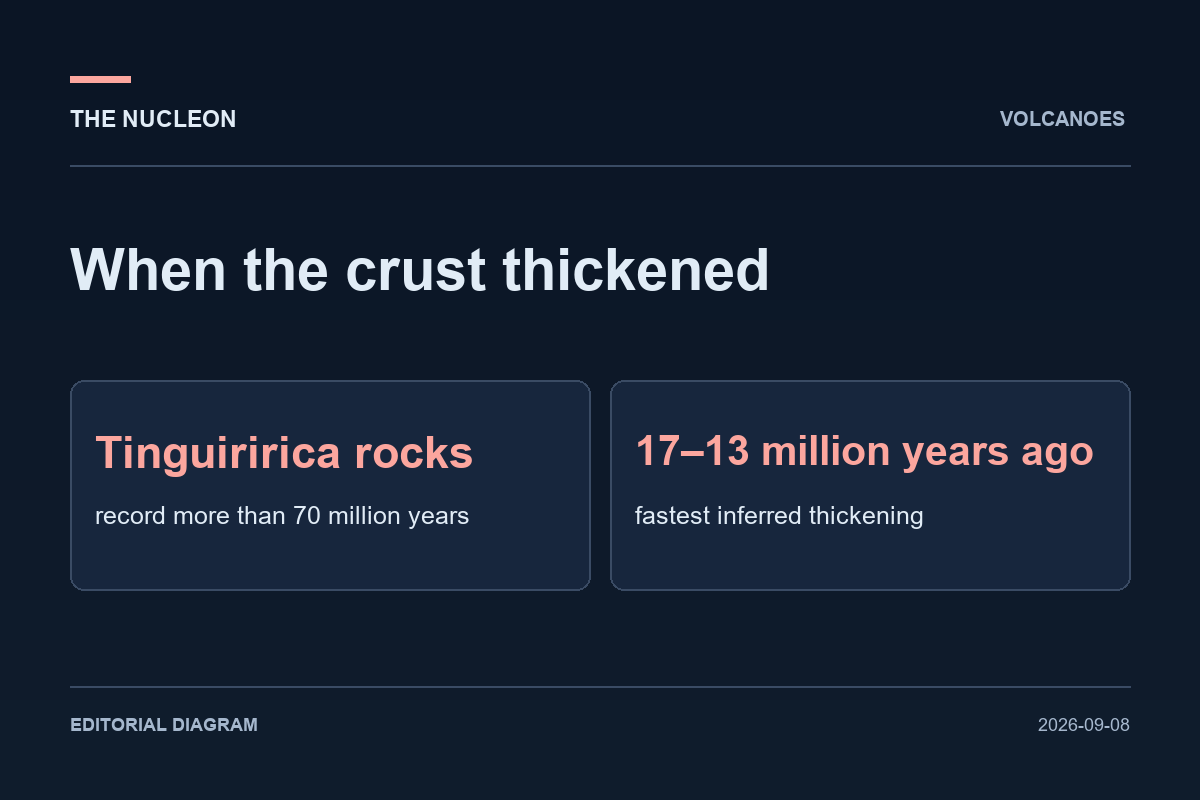 THE NUCLEON
VOLCANOES
When the crust thickened
Tinguiririca rocks
record more than 70 million years
17–13 million years ago
fastest inferred thickening
EDITORIAL DIAGRAM
2026-09-08